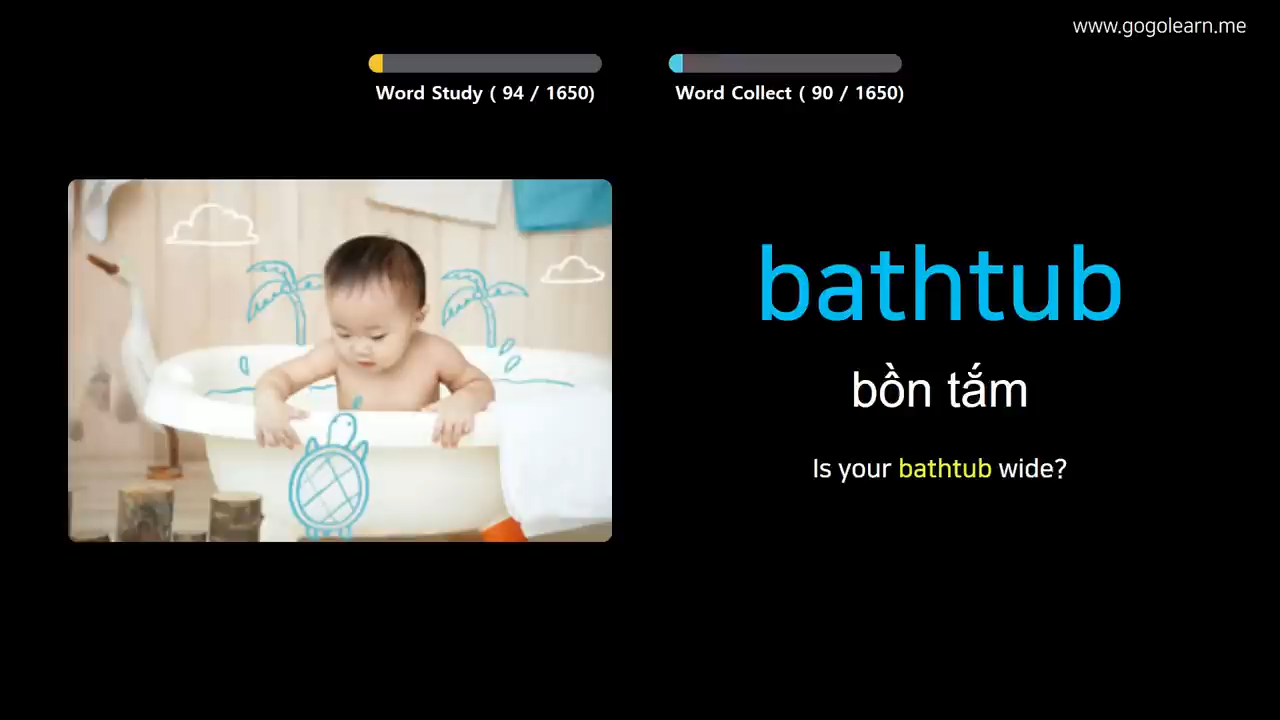 www.gogolearn.me
Word Study ( 94 / 1650)
Word Collect ( 90 / 1650)
bathtub
bồn tắm
Is your bathtub wide?